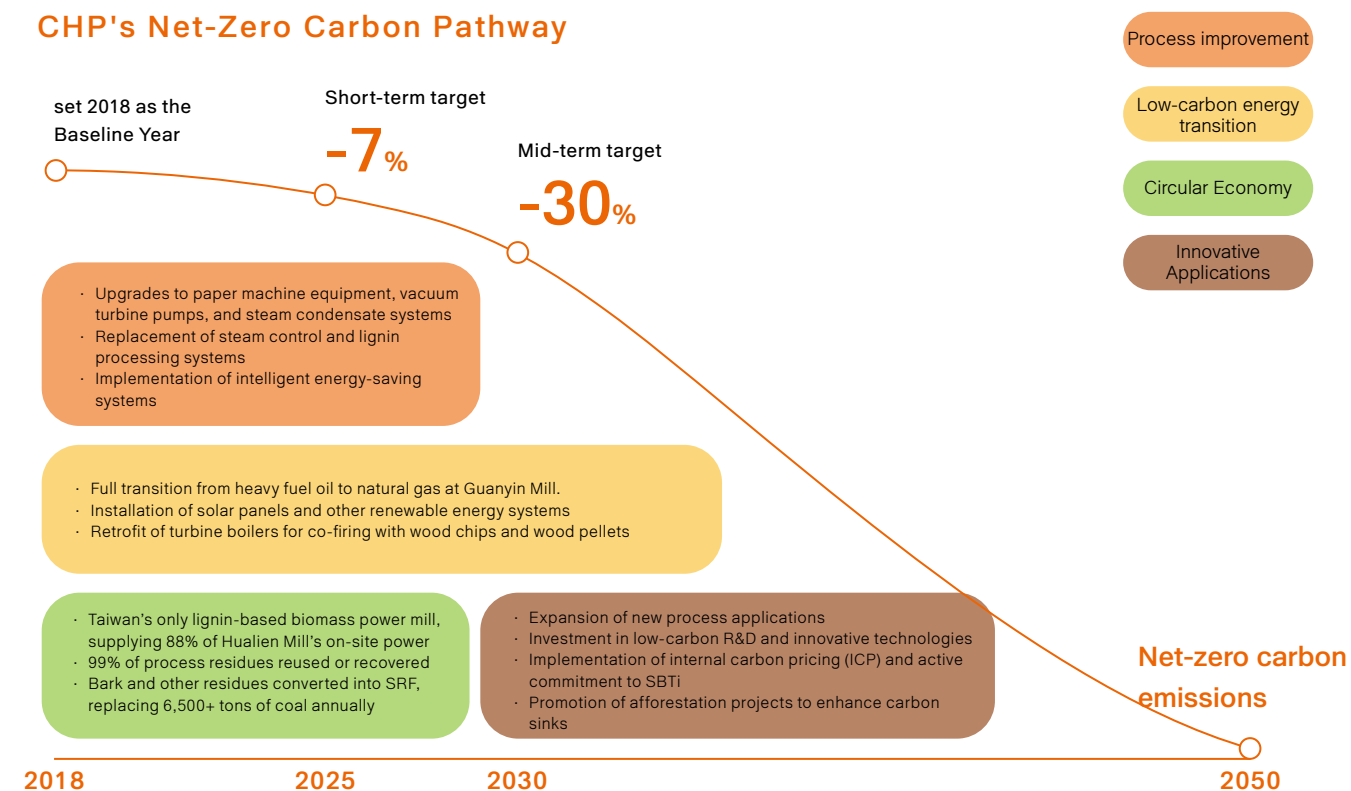 CHP's Net-Zero Carbon Pathway
Process improvement
Low-carbon energy
transition
Circular Economy
Innovative
Applications
set 2018 as the
Baseline Year
Short-term target
-7%
Mid-term target
-30%
· Upgrades to paper machine equipment, vacuum
turbine pumps, and steam condensate systems
· Replacement of steam control and lignin
processing systems
· Implementation of intelligent energy-saving
systems
· Full transition from heavy fuel oil to natural gas at Guanyin Mill.
· Installation of solar panels and other renewable energy systems
· Retrofit of turbine boilers for co-firing with wood chips and wood pellets
· Taiwan's only lignin-based biomass power mill,
supplying 88% of Hualien Mill's on-site power
· 99% of process residues reused or recovered
· Bark and other residues converted into SRF,
replacing 6,500+ tons of coal annually
· Expansion of new process applications
· Investment in low-carbon R&D and innovative technologies
· Implementation of internal carbon pricing (ICP) and active
commitment to SBTi
· Promotion of afforestation projects to enhance carbon
sinks
Net-zero carbon
emissions
2018
2025
2030
2050